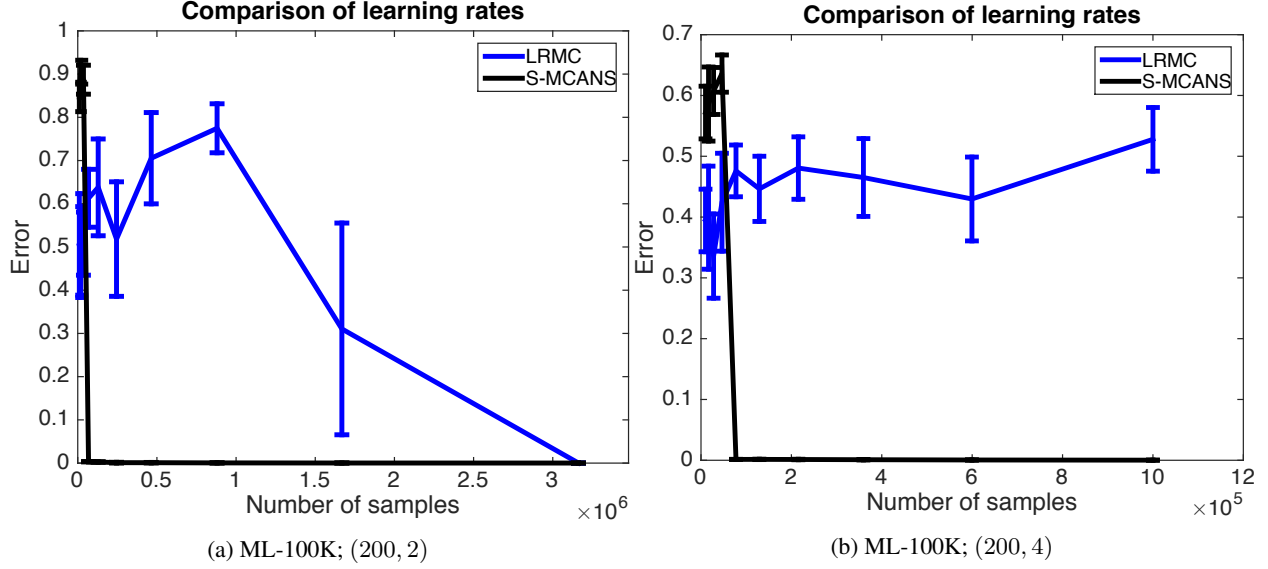 Comparison of learning rates
1
0.9
0.8
0.7
0.6
0.5
0.4
0.3
0.2
0.1
0
Error
LRMC
S-MCANS
0 0.5 1 1.5 2 2.5 3
Number of samples
×10^6
(a) ML-100K; (200, 2)
Comparison of learning rates
0.7
0.6
0.5
0.4
0.3
0.2
0.1
0
Error
LRMC
S-MCANS
0 2 4 6 8 10 12
Number of samples
×10^5
(b) ML-100K; (200, 4)